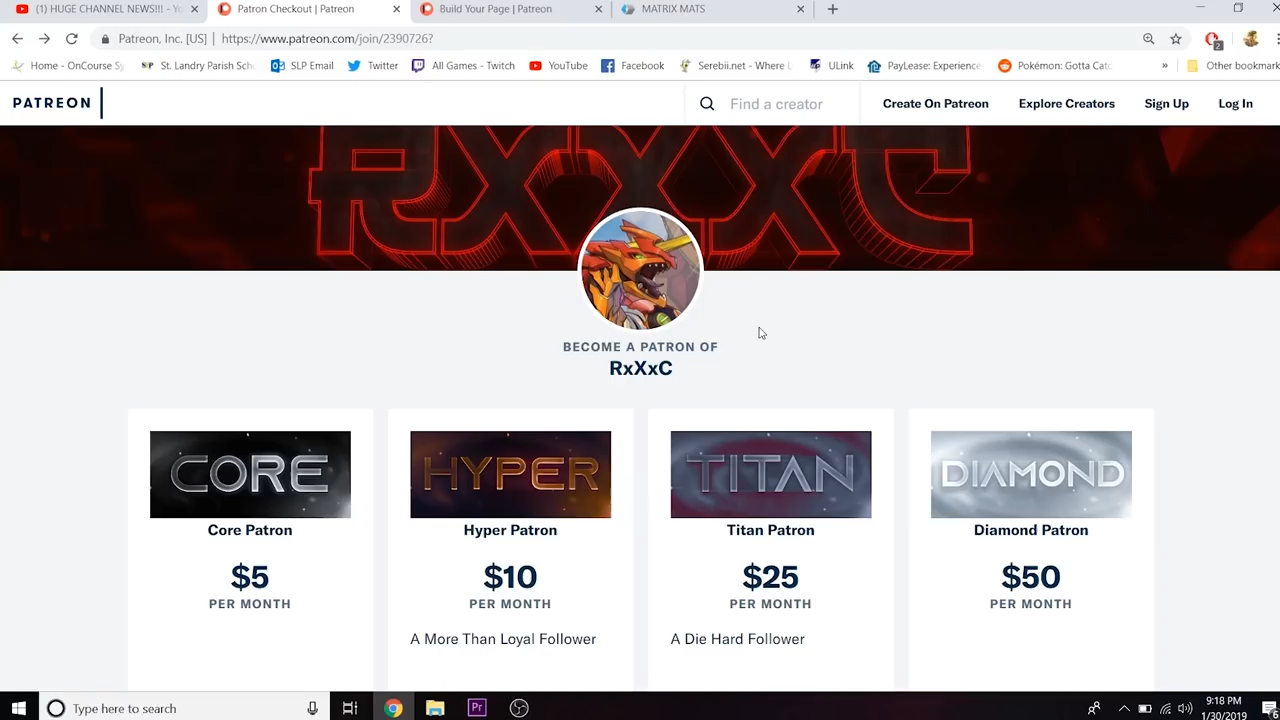 (1) HUGE CHANNEL NEWS!!! - Yo
Patron Checkout | Patreon
Build Your Page | Patreon
MATRIX MATS
Patreon, Inc. [US] | https://www.patreon.com/join/2390726?
Home - OnCourse Sy
St. Landry Parish Scho
SLP Email
Twitter
All Games - Twitch
YouTube
Facebook
Serebii.net - Where L
ULink
PayLease: Experience
Pokémon: Gotta Catc
»
Other bookmark
PATREON
Find a creator
Create On Patreon
Explore Creators
Sign Up
Log In
RXXXC
BECOME A PATRON OF
RxXxC
CORE
HYPER
TITAN
DIAMOND
Core Patron
Hyper Patron
Titan Patron
Diamond Patron
$5
$10
$25
$50
PER MONTH
PER MONTH
PER MONTH
PER MONTH
A More Than Loyal Follower
A Die Hard Follower
Type here to search
Pr
9:18 PM
1/30/2019